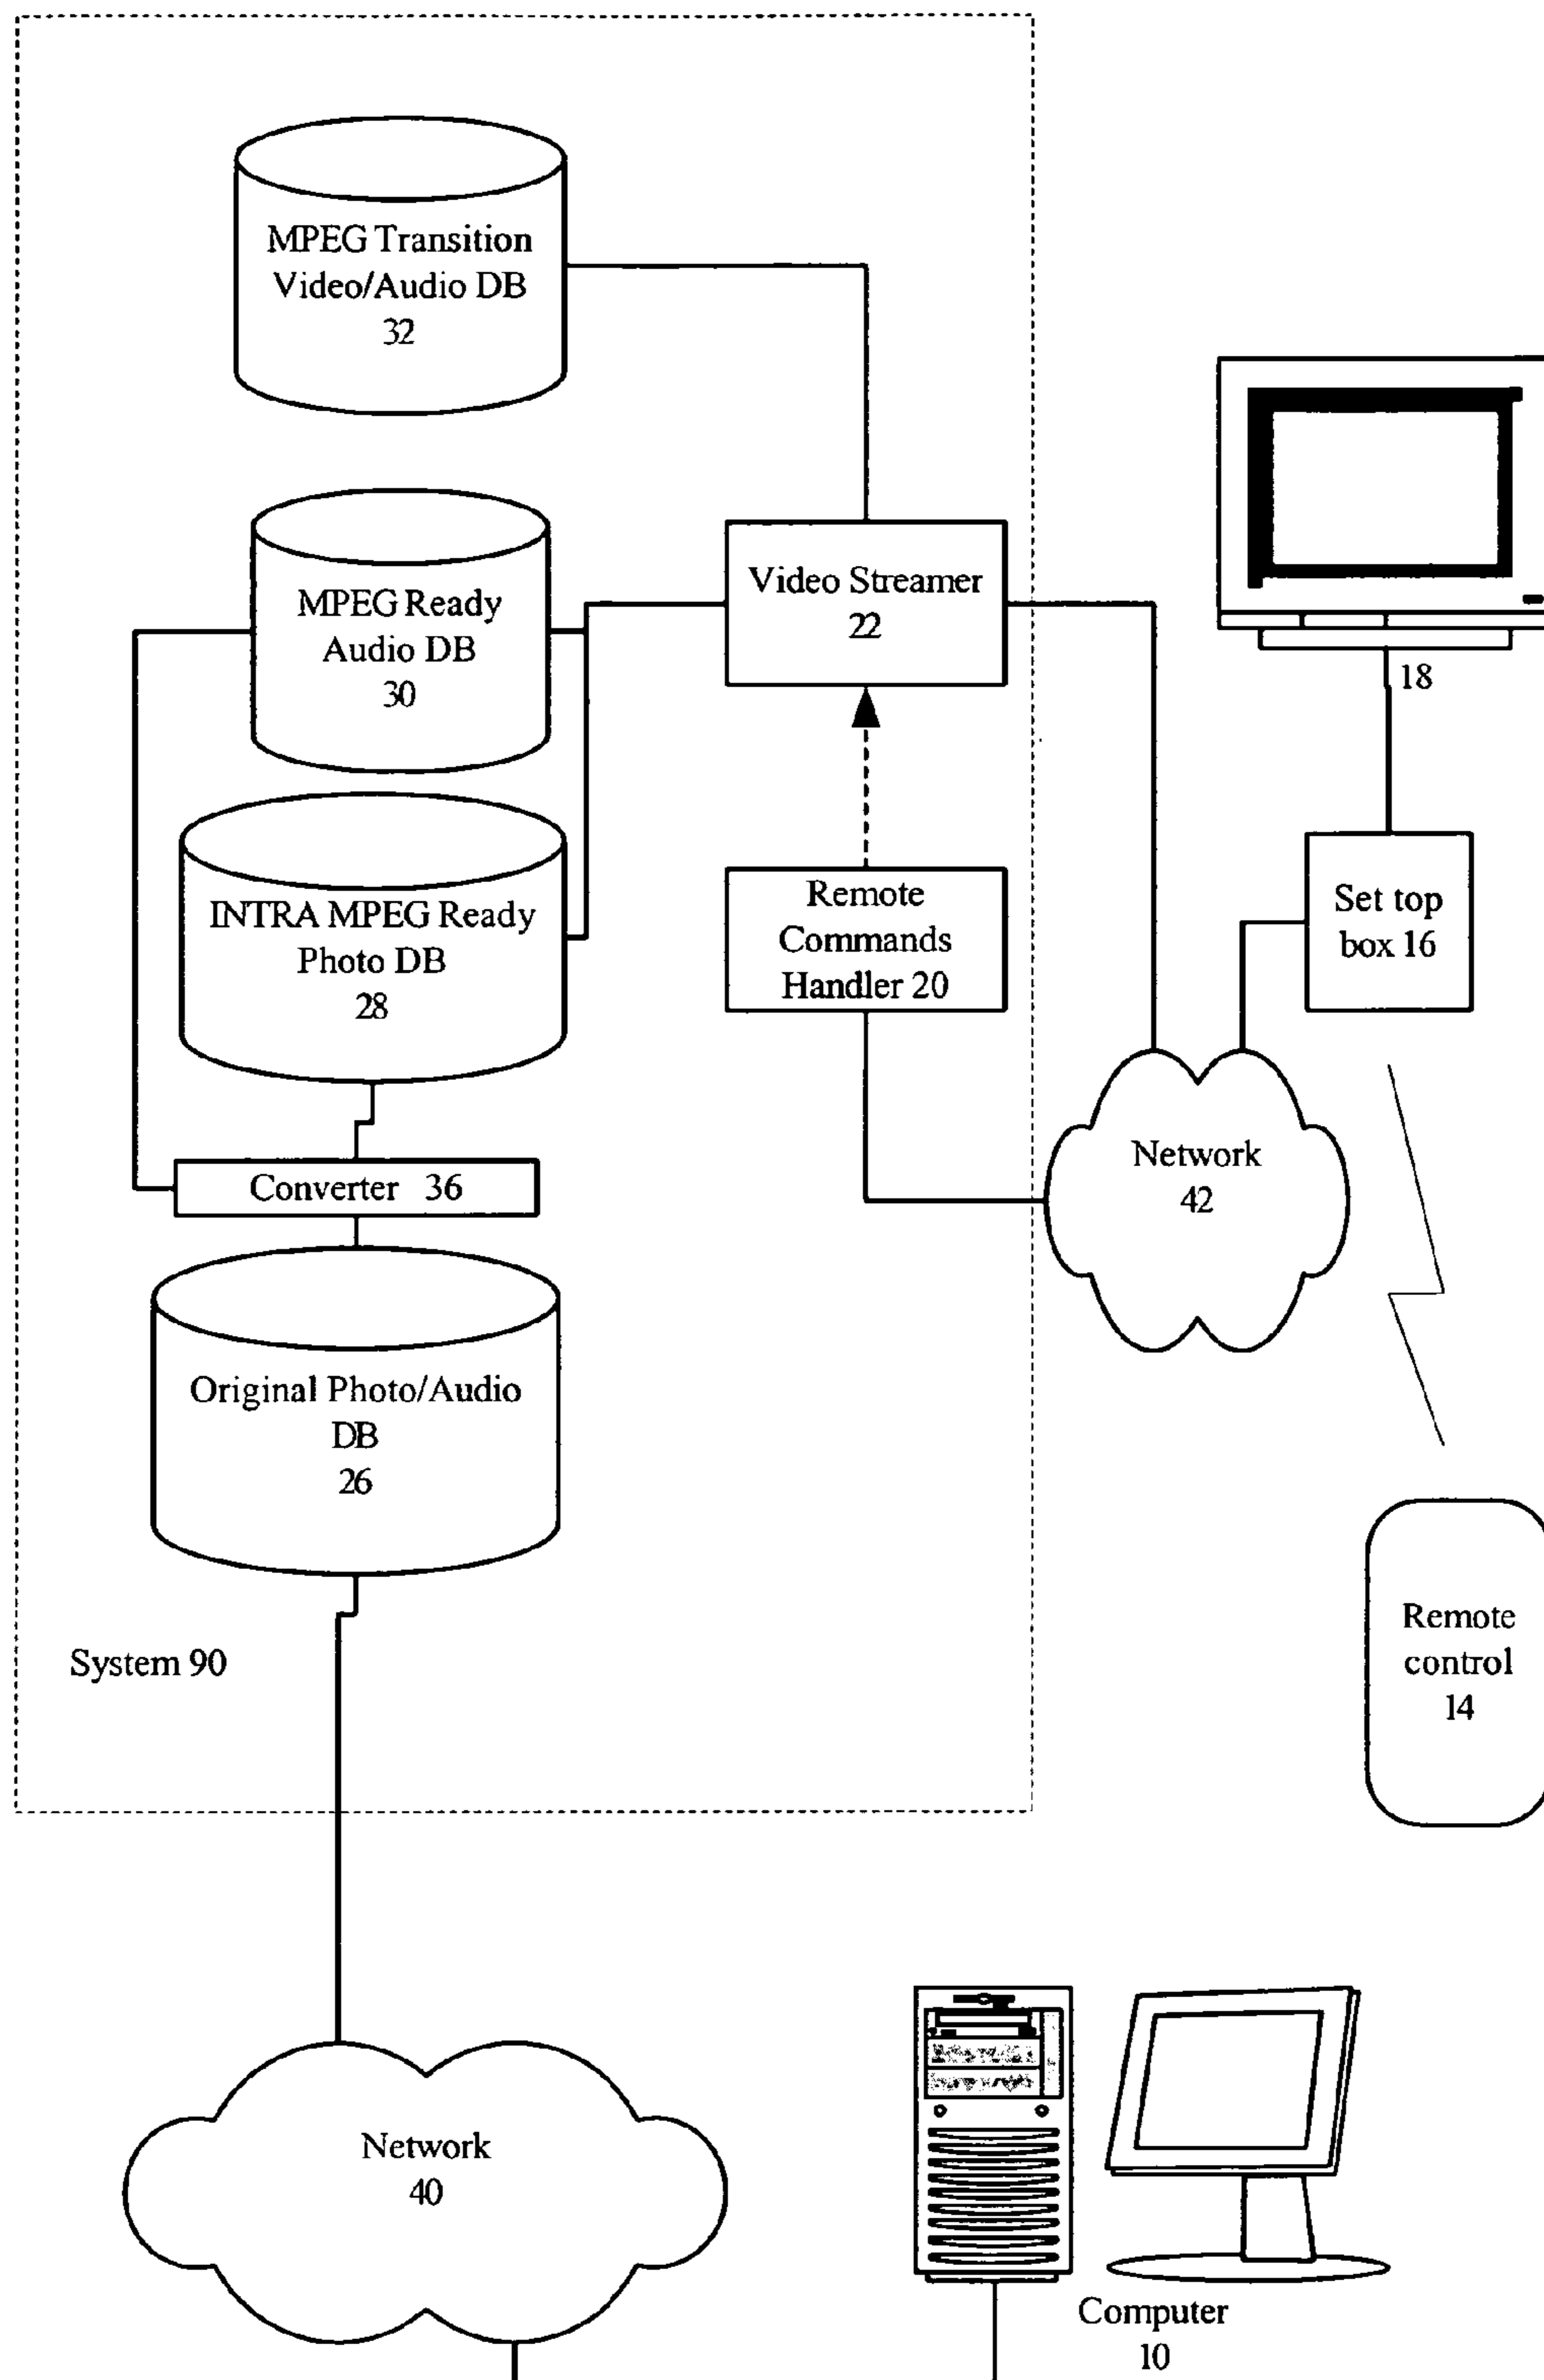 MPEG Transition
Video/Audio DB
32
MPEG Ready
Audio DB
30
Video Streamer
22
18
INTRA MPEG Ready
Photo DB
28
Remote
Commands
Handler 20
Set top
box 16
Network
42
Converter 36
Original Photo/Audio
DB
26
System 90
Remote
control
14
Network
40
Computer
10